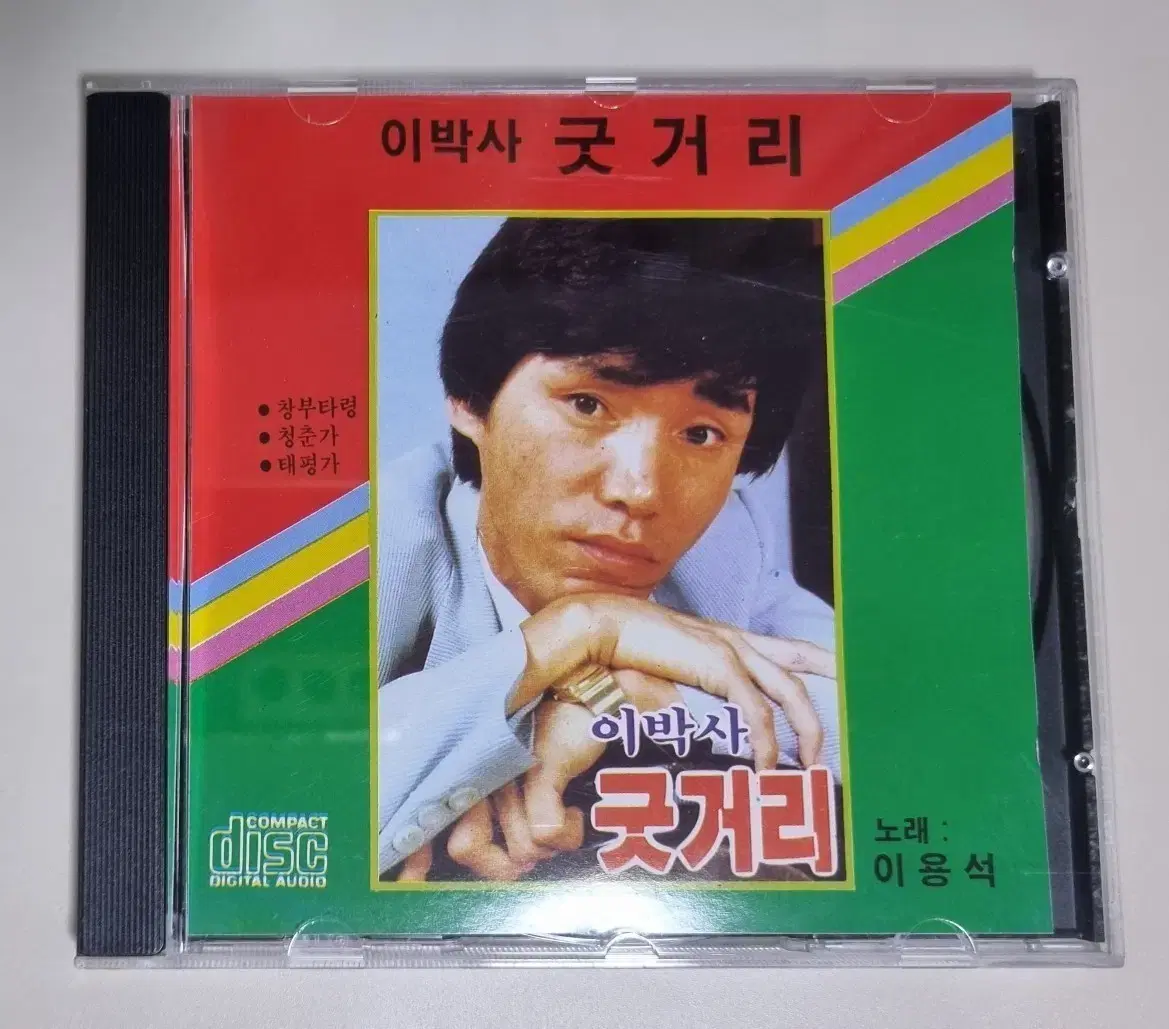 이박사 굿거리
● 창부타령
● 청춘가
● 태평가
이박사
굿거리
COMPACT
disc
DIGITAL AUDIO
노래 :
이용석